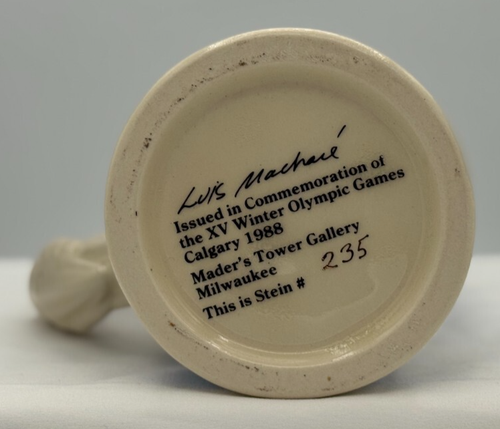 Luis Macharé
Issued in Commemoration of
the XV Winter Olympic Games
Calgary 1988
Mader's Tower Gallery
Milwaukee
This is Stein # 235